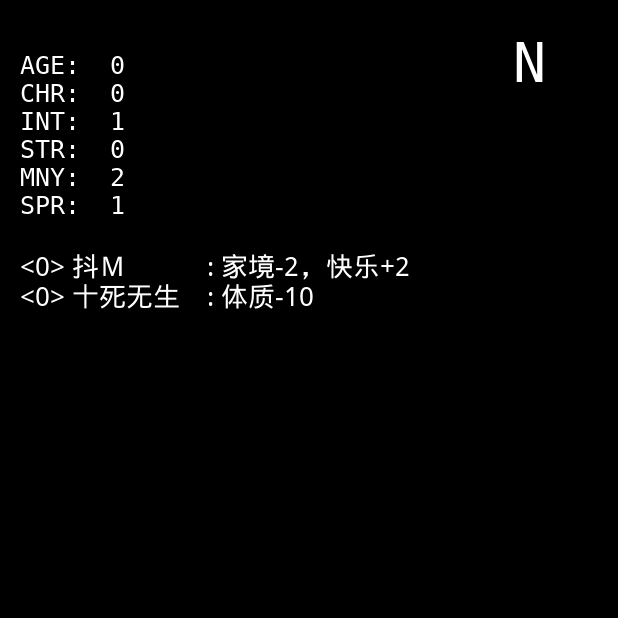 N
AGE: 0
CHR: 0
INT: 1
STR: 0
MNY: 2
SPR: 1
<0> 抖M : 家境-2，快乐+2
<0> 十死无生 : 体质-10